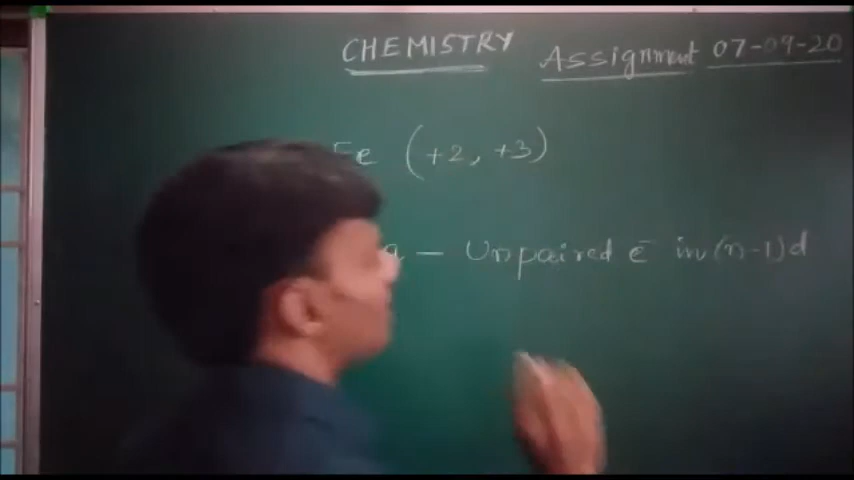 CHEMISTRY Assignment 07-09-20
Fe (+2, +3)
— Unpaired e⁻ in (n-1)d